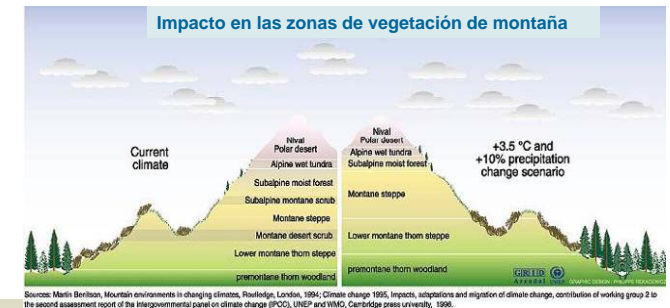 Impacto en las zonas de vegetación de montaña
Current
climate
Nival
Polar desert
Alpine wet tundra
Subalpine moist forest
Subalpine montane scrub
Montane steppe
Montane desert scrub
Lower montane thorn steppe
premontane thorn woodland
Nival
Polar desert
Alpine wet tundra
Subalpine moist forest
Montane steppe
Lower montane thorn steppe
premontane thorn woodland
+3.5 °C and
+10% precipitation
change scenario
GRID
Arendal UNEP
GRAPHIC DESIGN : PHILIPPE REKACEWICZ
Sources: Martin Beniston, Mountain environments in changing climates, Routledge, London, 1994; Climate change 1995, Impacts, adaptations and migration of climate change, contribution of working group 2 to
the second assessment report of the intergovernmental panel on climate change (IPCC), UNEP and WMO, Cambridge press university, 1996.